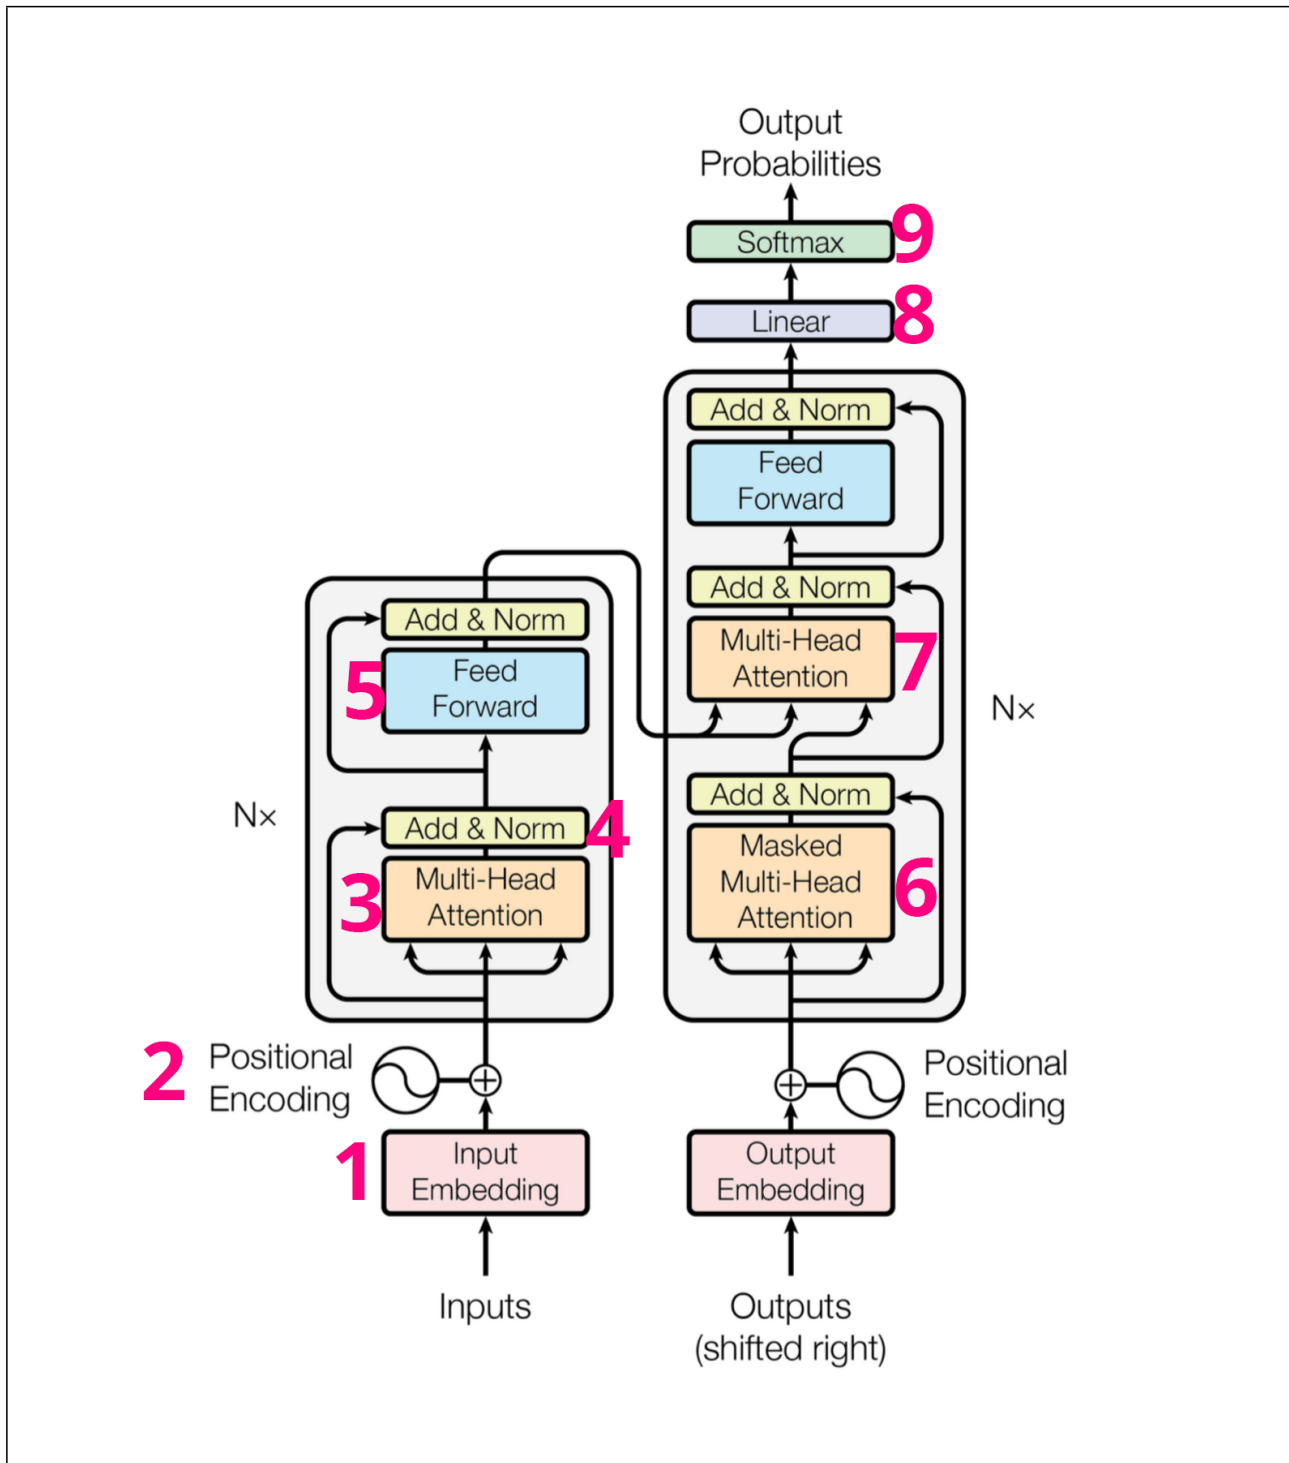 Output
Probabilities
Softmax
9
Linear
8
Add & Norm
Feed
Forward
Add & Norm
Multi-Head
Attention
7
Nx
Add & Norm
Masked
Multi-Head
Attention
6
Add & Norm
5
Feed
Forward
Nx
Add & Norm
4
3
Multi-Head
Attention
2
Positional
Encoding
Positional
Encoding
1
Input
Embedding
Output
Embedding
Inputs
Outputs
(shifted right)